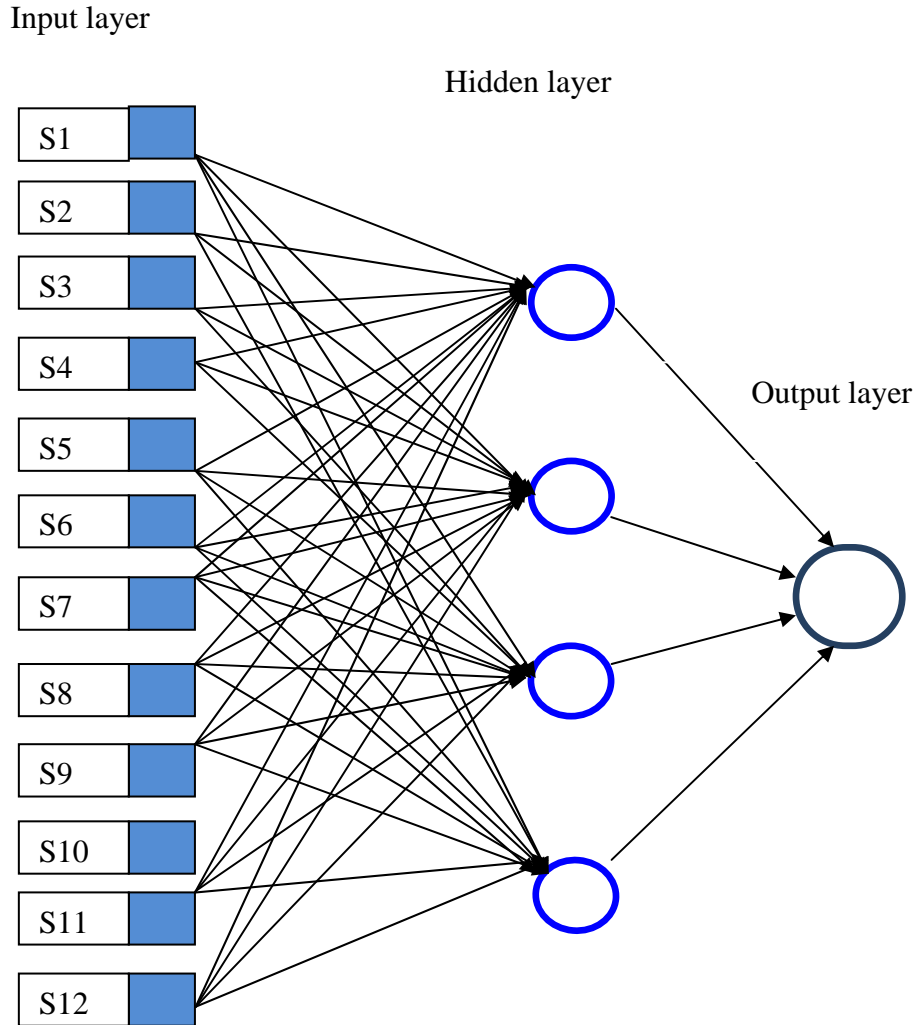 Input layer
Hidden layer
S1
S2
S3
S4
Output layer
S5
S6
S7
S8
S9
S10
S11
S12